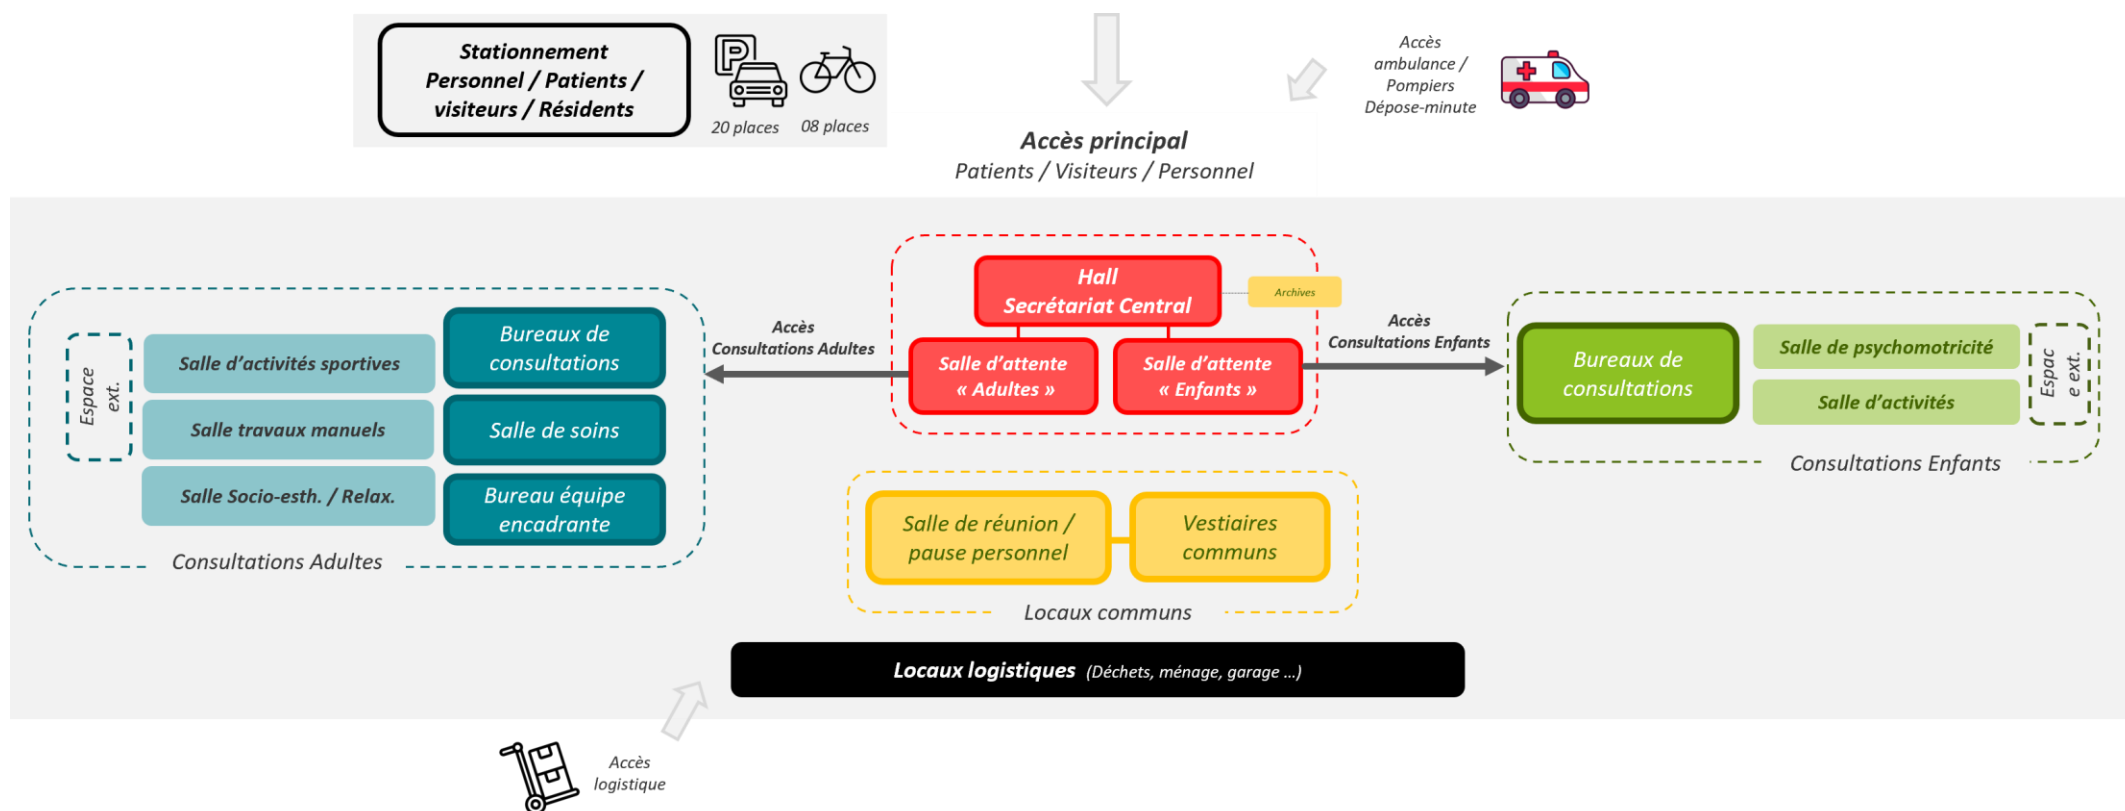 Stationnement
Personnel / Patients /
visiteurs / Résidents
P
20 places
08 places
Accès
ambulance /
Pompiers
Dépose-minute
Accès principal
Patients / Visiteurs / Personnel
Hall
Secrétariat Central
Archives
Salle d’attente
« Adultes »
Salle d’attente
« Enfants »
Accès
Consultations Adultes
Accès
Consultations Enfants
Espace
ext.
Salle d’activités sportives
Salle travaux manuels
Salle Socio-esth. / Relax.
Bureaux de
consultations
Salle de soins
Bureau équipe
encadrante
Consultations Adultes
Bureaux de
consultations
Salle de psychomotricité
Salle d’activités
Espac
e ext.
Consultations Enfants
Salle de réunion /
pause personnel
Vestiaires
communs
Locaux communs
Locaux logistiques (Déchets, ménage, garage ...)
Accès
logistique